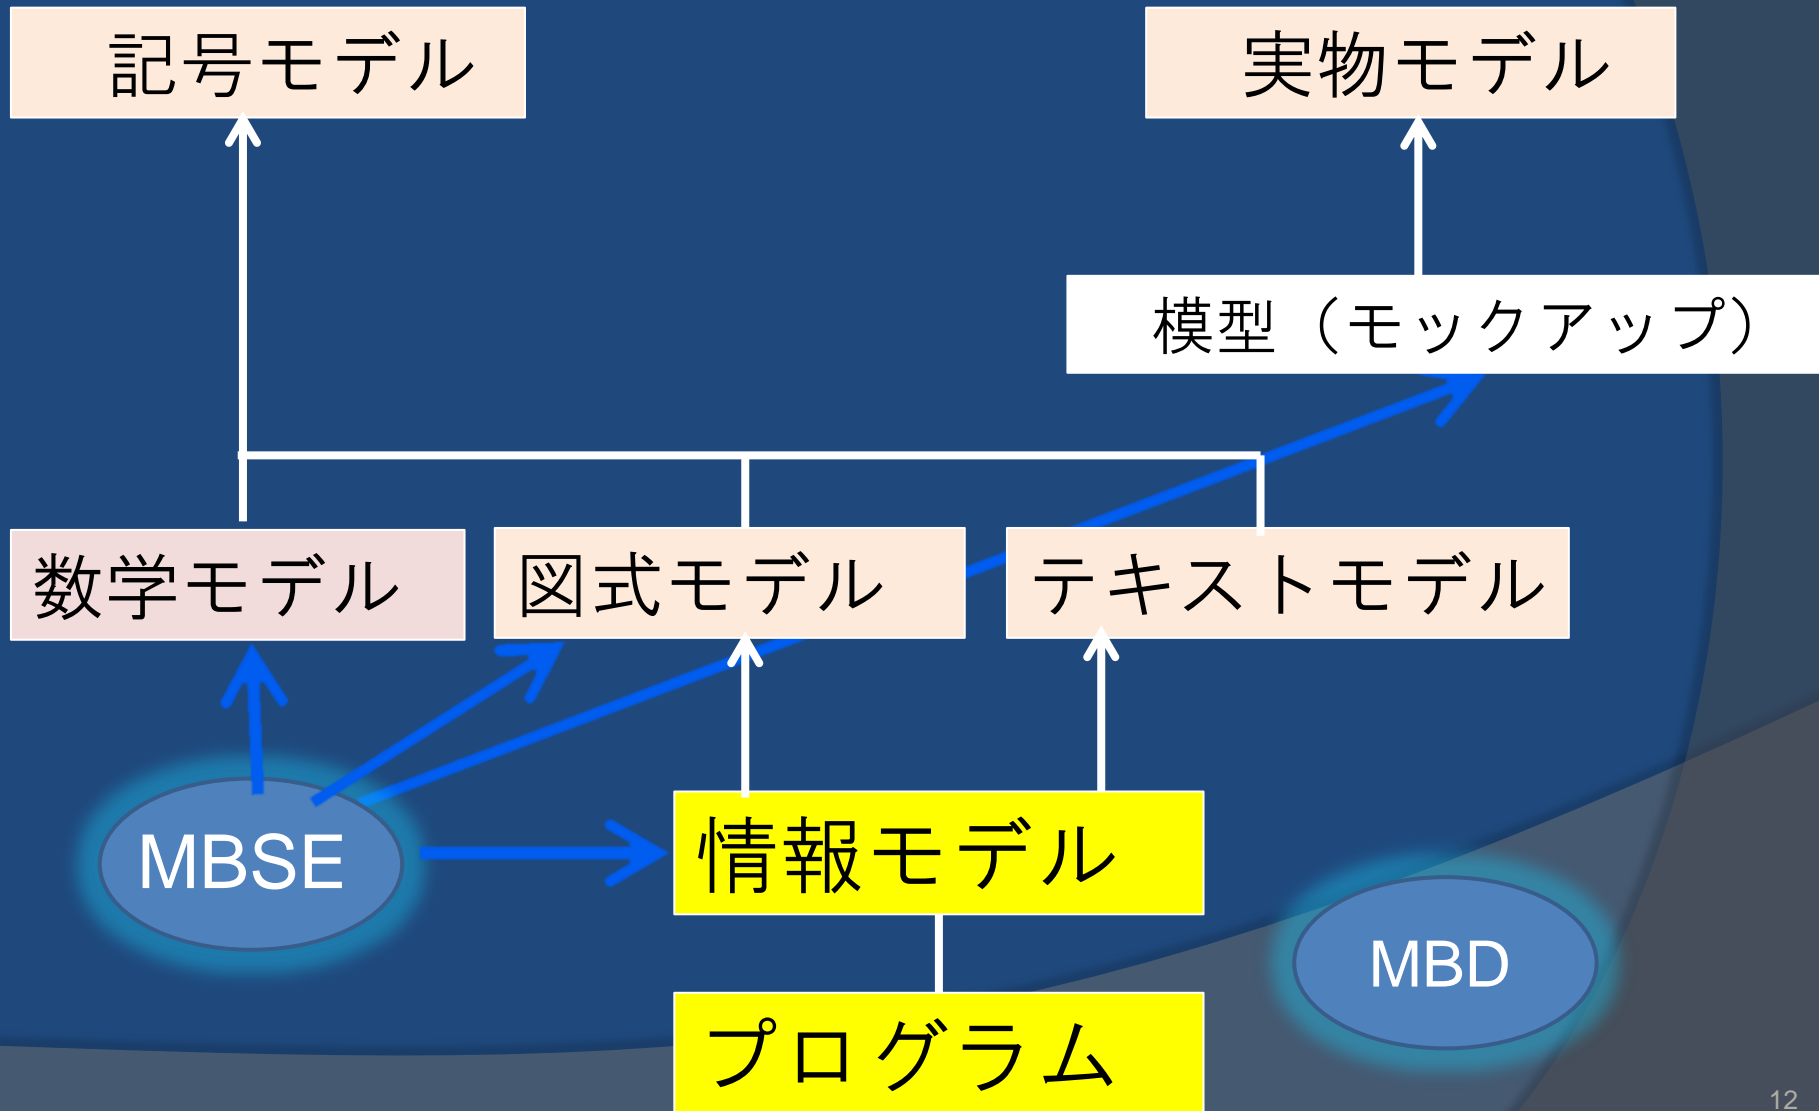 記号モデル
実物モデル
模型（モックアップ）
数学モデル
図式モデル
テキストモデル
MBSE
情報モデル
MBD
プログラム
12